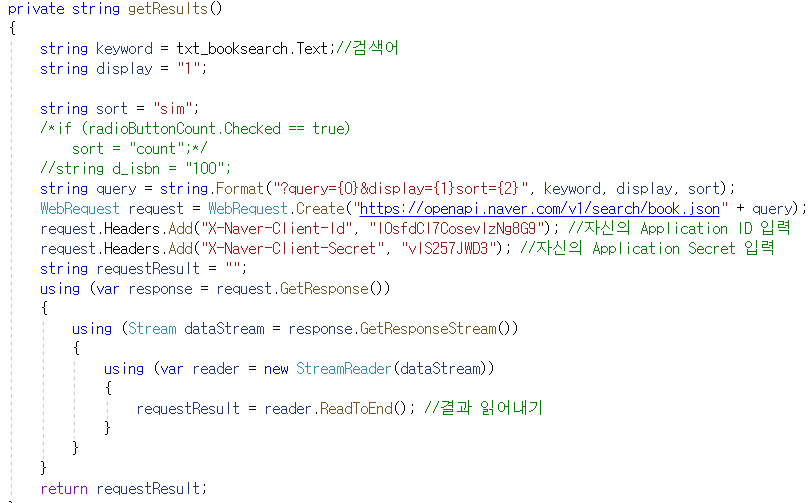 private string getResults()
{
string keyword = txt_booksearch.Text;//검색어
string display = "1";
string sort = "sim";
/*if (radioButtonCount.Checked == true)
sort = "count";*/
//string d_isbn = "100";
string query = string.Format("?query={0}&display={1}sort={2}", keyword, display, sort);
WebRequest request = WebRequest.Create("https://openapi.naver.com/v1/search/book.json" + query);
request.Headers.Add("X-Naver-Client-Id", "IOsfdCI7CosevIzNg8G9"); //자신의 Application ID 입력
request.Headers.Add("X-Naver-Client-Secret", "vIS257JWD3"); //자신의 Application Secret 입력
string requestResult = "";
using (var response = request.GetResponse())
{
using (Stream dataStream = response.GetResponseStream())
{
using (var reader = new StreamReader(dataStream))
{
requestResult = reader.ReadToEnd(); //결과 읽어내기
}
}
}
return requestResult;